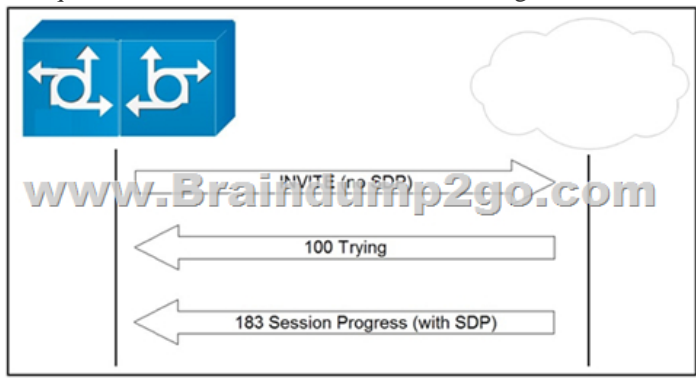 INVITE (no SDP)
www.Braindump2go.com
100 Trying
183 Session Progress (with SDP)